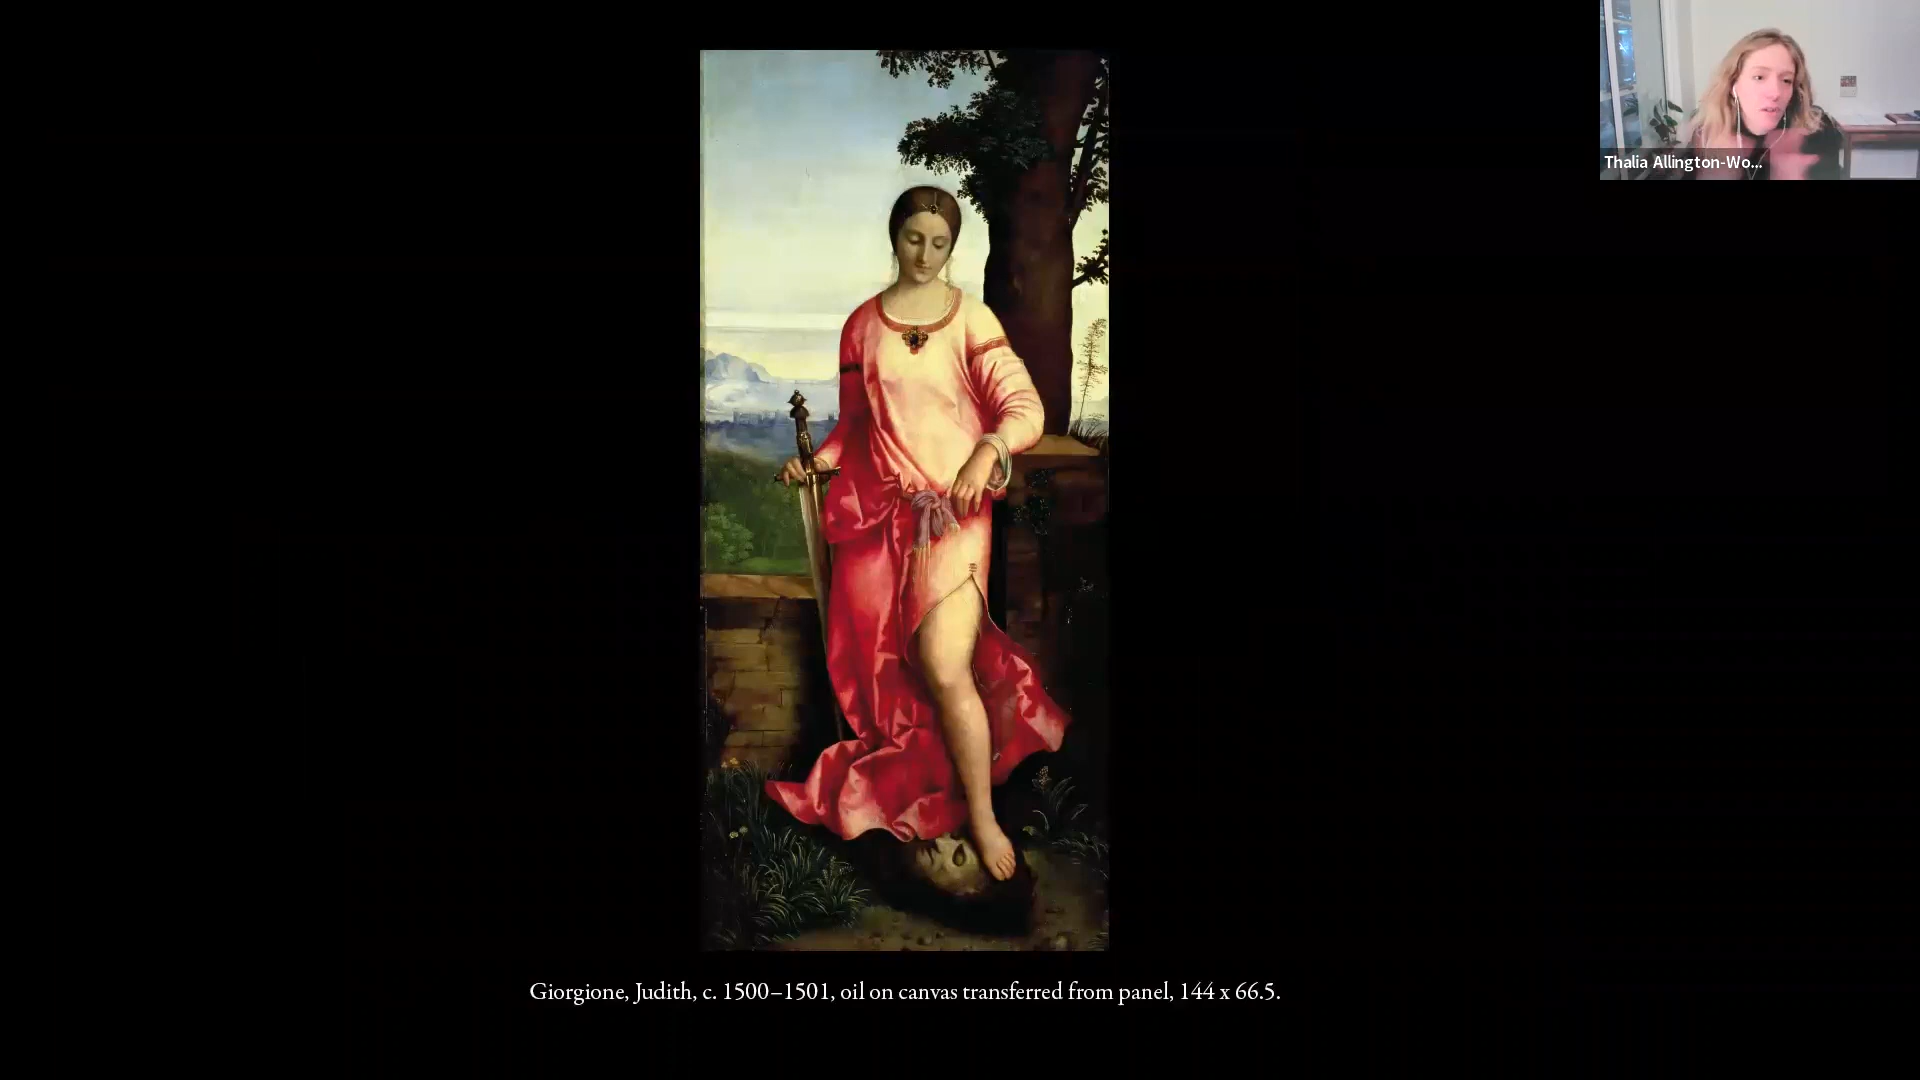 Thalia Allington-Wo...
Giorgione, Judith, c. 1500–1501, oil on canvas transferred from panel, 144 x 66.5.